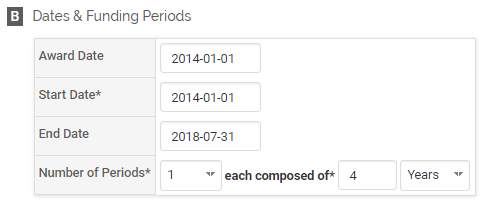 B Dates & Funding Periods
Award Date 2014-01-01
Start Date* 2014-01-01
End Date 2018-07-31
Number of Periods* 1 each composed of* 4 Years